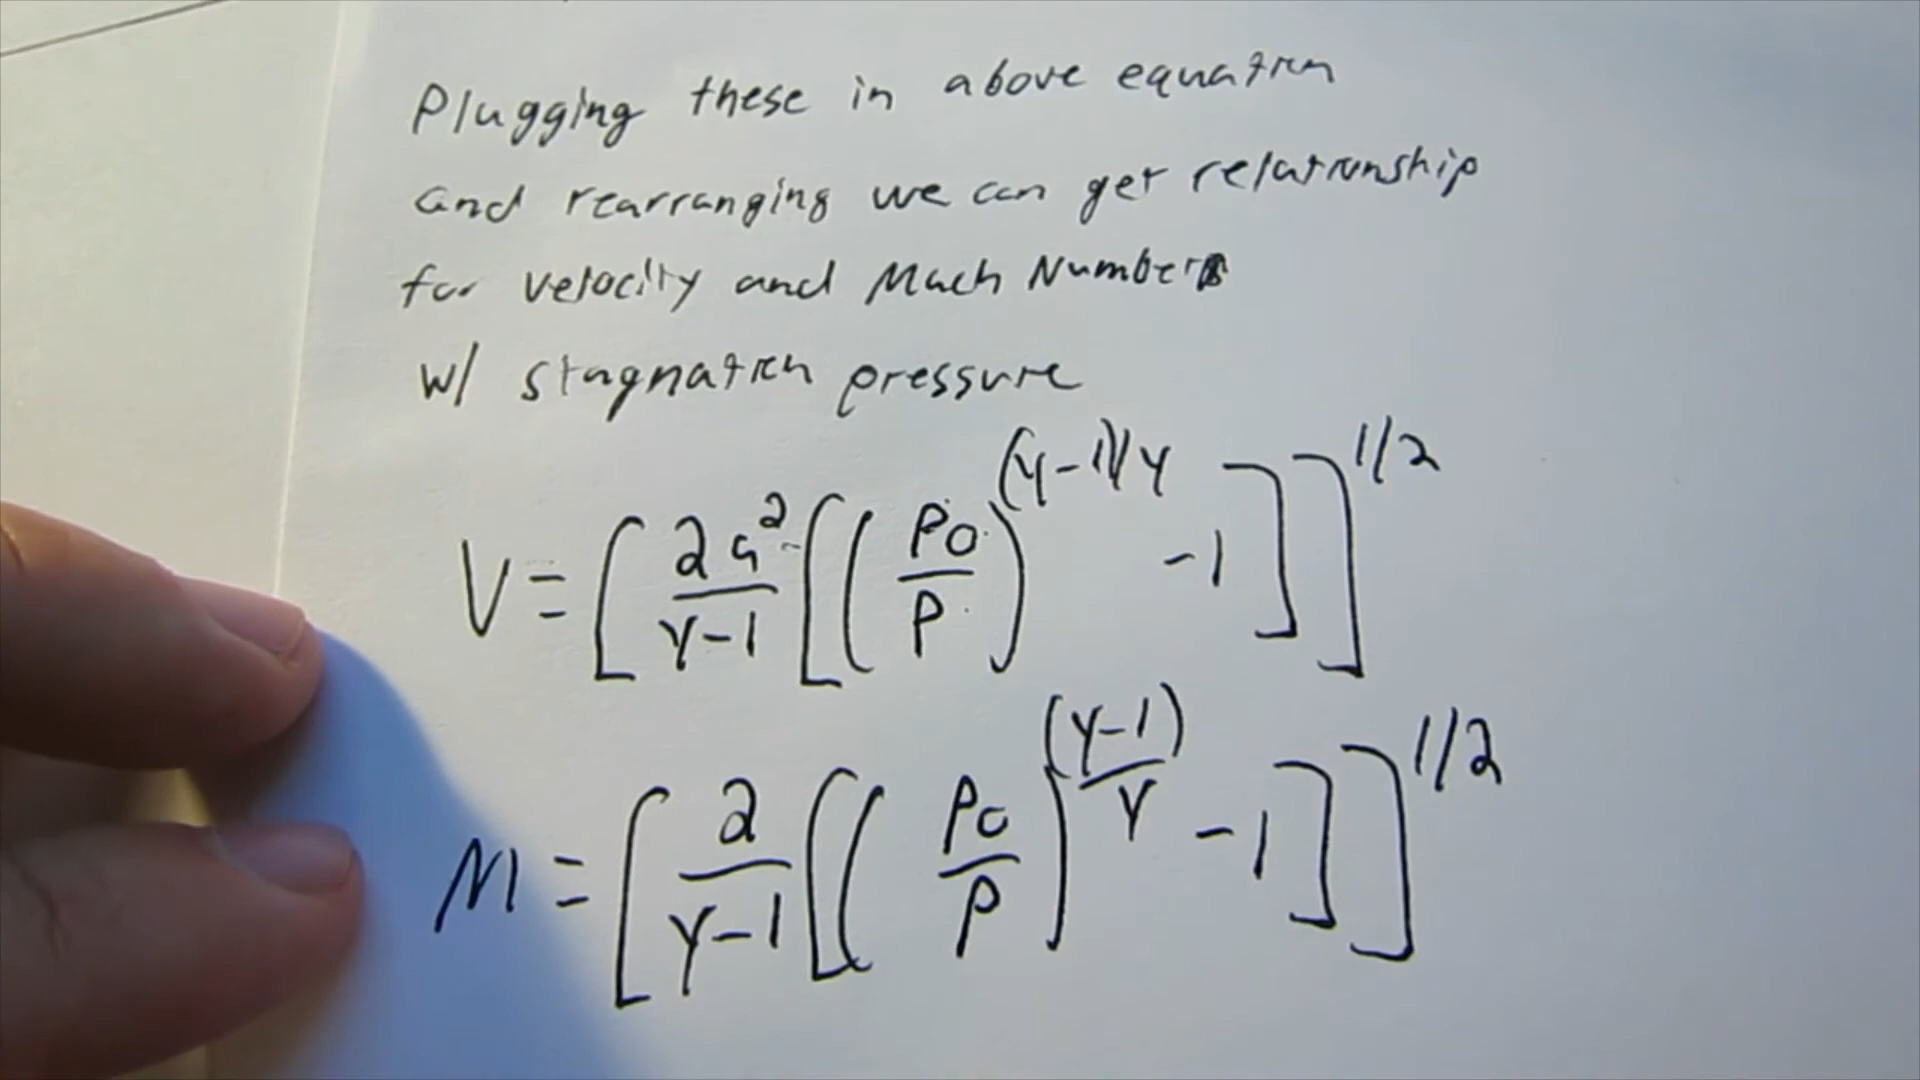 Plugging these in above equation
and rearranging we can get relationship
for velocity and Mach Numbers
w/ stagnation pressure
V = [ 2a² / (γ-1) [ ( P₀ / P )^((γ-1)/γ) - 1 ] ]^(1/2)
M = [ 2 / (γ-1) [ ( P₀ / P )^((γ-1)/γ) - 1 ] ]^(1/2)